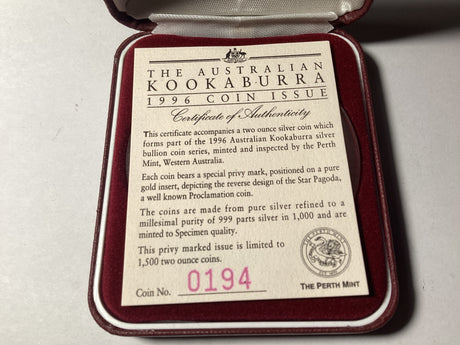 THE AUSTRALIAN
KOOKABURRA
1996 COIN ISSUE
Certificate of Authenticity
This certificate accompanies a two ounce silver coin which
forms part of the 1996 Australian Kookaburra silver
bullion coin series, minted and inspected by the Perth
Mint, Western Australia.
Each coin bears a special privy mark, positioned on a pure
gold insert, depicting the reverse design of the Star Pagoda,
a well known Proclamation coin.
The coins are made from pure silver refined to a
millesimal purity of 999 parts silver in 1,000 and are
minted to Specimen quality.
This privy marked issue is limited to
1,500 two ounce coins.
Coin No. 0194
THE PERTH MINT